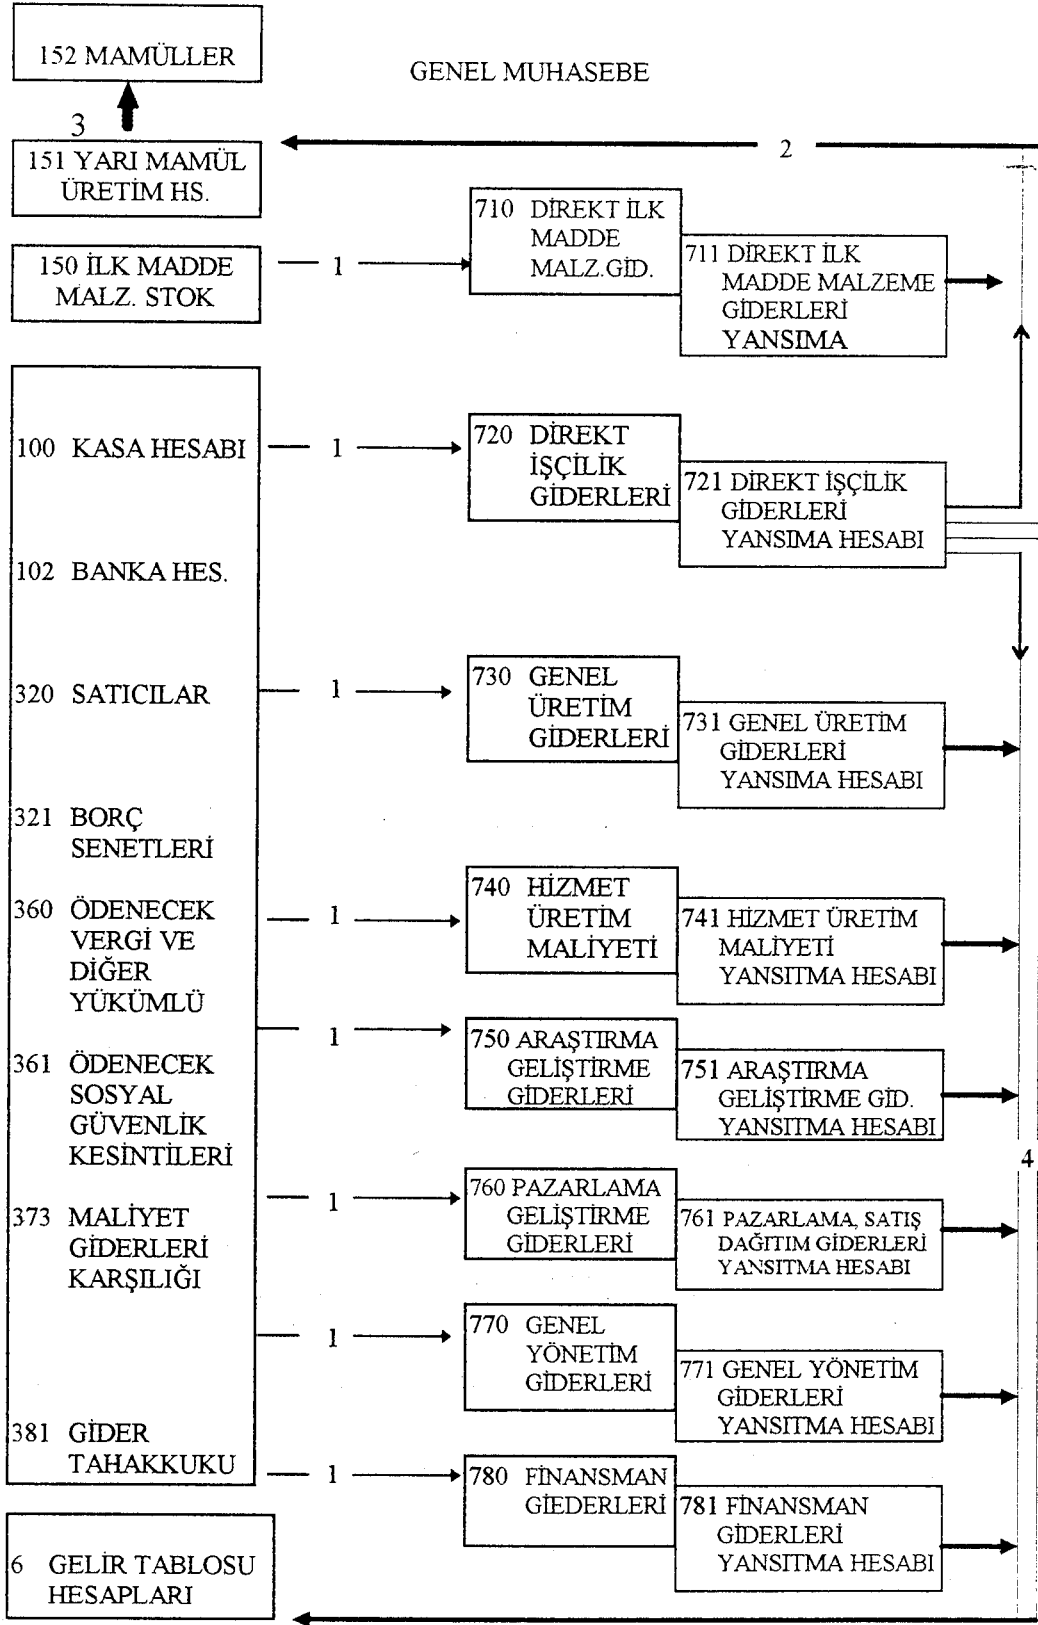 152 MAMÜLLER
GENEL MUHASEBE
3
2
151 YARI MAMÜL
ÜRETİM HS.
150 İLK MADDE
MALZ. STOK
1
710 DİREKT İLK
MADDE
MALZ.GİD.
711 DİREKT İLK
MADDE MALZEME
GİDERLERİ
YANSIMA
100 KASA HESABI
1
720 DİREKT
İŞÇİLİK
GİDERLERİ
721 DİREKT İŞÇİLİK
GİDERLERİ
YANSIMA HESABI
102 BANKA HES.
320 SATICILAR
1
730 GENEL
ÜRETİM
GİDERLERİ
731 GENEL ÜRETİM
GİDERLERİ
YANSIMA HESABI
321 BORÇ
SENETLERİ
360 ÖDENECEK
VERGİ VE
DİĞER
YÜKÜMLÜ
1
740 HİZMET
ÜRETİM
MALİYETİ
741 HİZMET ÜRETİM
MALİYETİ
YANSITMA HESABI
1
750 ARAŞTIRMA
GELİŞTİRME
GİDERLERİ
751 ARAŞTIRMA
GELİŞTİRME GİD.
YANSITMA HESABI
361 ÖDENECEK
SOSYAL
GÜVENLİK
KESİNTİLERİ
4
1
760 PAZARLAMA
GELİŞTİRME
GİDERLERİ
761 PAZARLAMA, SATIŞ
DAĞITIM GİDERLERİ
YANSITMA HESABI
373 MALİYET
GİDERLERİ
KARŞILIĞI
1
770 GENEL
YÖNETİM
GİDERLERİ
771 GENEL YÖNETİM
GİDERLERİ
YANSITMA HESABI
381 GİDER
TAHAKKUKU
1
780 FİNANSMAN
GİEDERLERİ
781 FİNANSMAN
GİDERLERİ
YANSITMA HESABI
6 GELİR TABLOSU
HESAPLARI